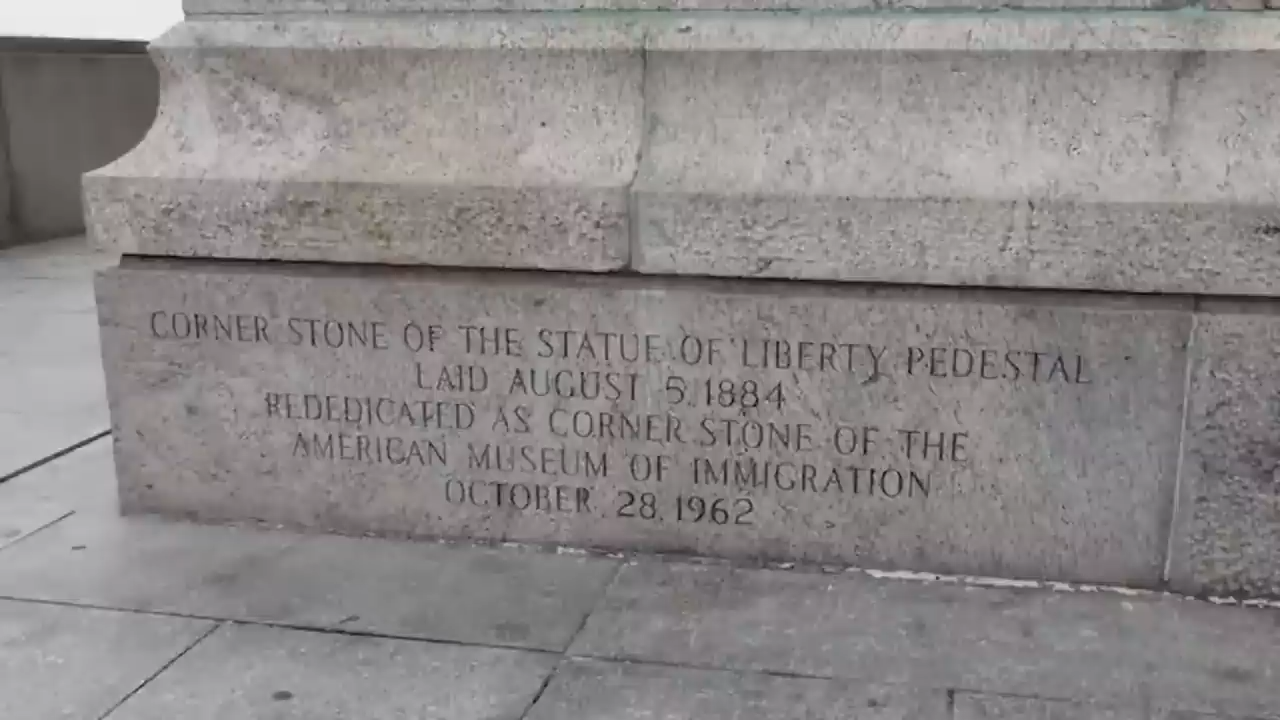 CORNER STONE OF THE STATUE OF LIBERTY PEDESTAL
LAID AUGUST 5, 1884
REDEDICATED AS CORNER STONE OF THE
AMERICAN MUSEUM OF IMMIGRATION
OCTOBER 28, 1962